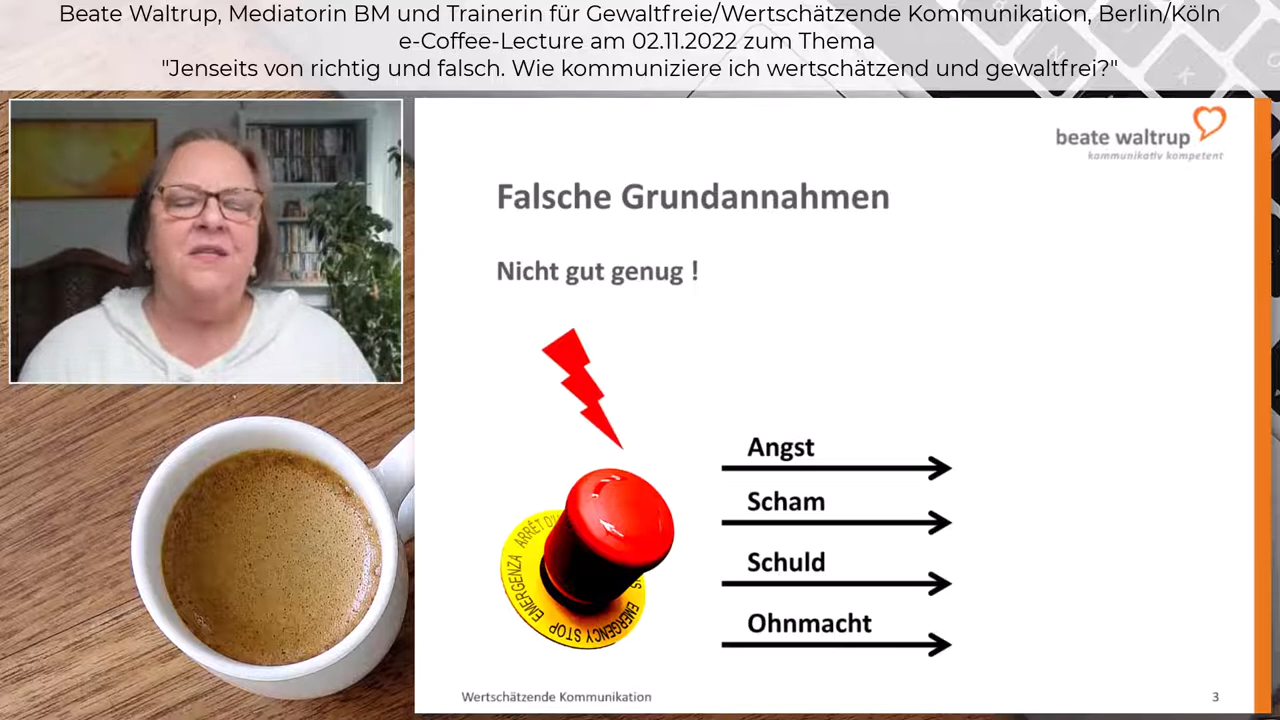 Beate Waltrup, Mediatorin BM und Trainerin für Gewaltfreie/Wertschätzende Kommunikation, Berlin/Köln
e-Coffee-Lecture am 02.11.2022 zum Thema
"Jenseits von richtig und falsch. Wie kommuniziere ich wertschätzend und gewaltfrei?"
beate waltrup
kommunikativ kompetent
Falsche Grundannahmen
Nicht gut genug !
Angst
Scham
Schuld
Ohnmacht
EMERGENZA ARRÊT D'U
EMERGENCY STOP
Wertschätzende Kommunikation
3